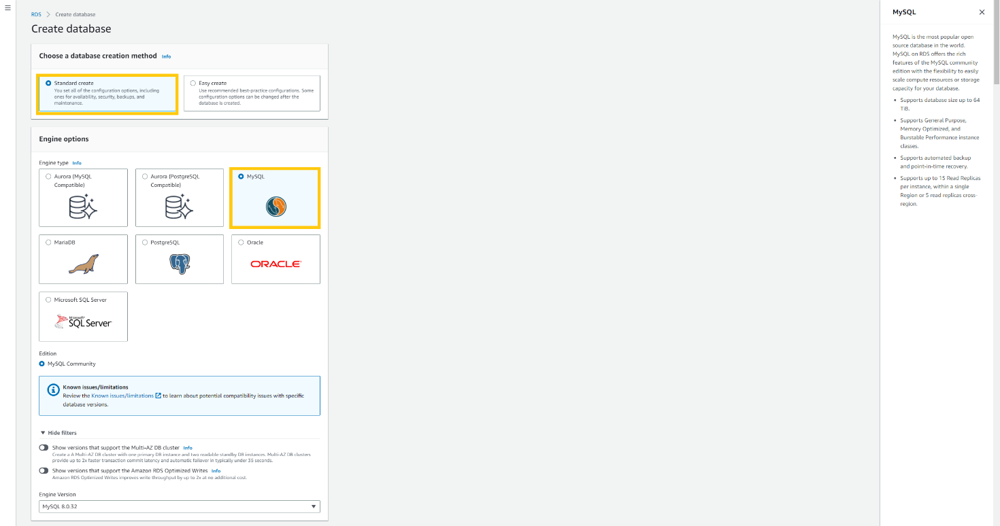 RDS > Create database
Create database
Choose a database creation method Info
Standard create
You set all of the configuration options, including
ones for availability, security, backups, and
maintenance.
Easy create
Use recommended best-practice configurations. Some
configuration options can be changed after the
database is created.
Engine options
Engine type Info
Aurora (MySQL
Compatible)
Aurora (PostgreSQL
Compatible)
MySQL
MariaDB
PostgreSQL
Oracle
ORACLE
Microsoft SQL Server
Microsoft
SQL Server
Edition
MySQL Community
Known issues/limitations
Review the Known issues/limitations to learn about potential compatibility issues with specific
database versions.
Hide filters
Show versions that support the Multi-AZ DB cluster Info
Create a A Multi-AZ DB cluster with one primary DB instance and two readable standby DB instances. Multi-AZ DB clusters
provide up to 2x faster transaction commit latency and automatic failover in typically under 35 seconds.
Show versions that support the Amazon RDS Optimized Writes Info
Amazon RDS Optimized Writes improves write throughput by up to 2x at no additional cost.
Engine Version
MySQL 8.0.32
MySQL
MySQL is the most popular open
source database in the world.
MySQL on RDS offers the rich
features of the MySQL community
edition with the flexibility to easily
scale compute resources or storage
capacity for your database.
• Supports database size up to 64
TiB.
• Supports General Purpose,
Memory Optimized, and
Burstable Performance instance
classes.
• Supports automated backup
and point-in-time recovery.
• Supports up to 15 Read Replicas
per instance, within a single
Region or 5 read replicas cross-
region.